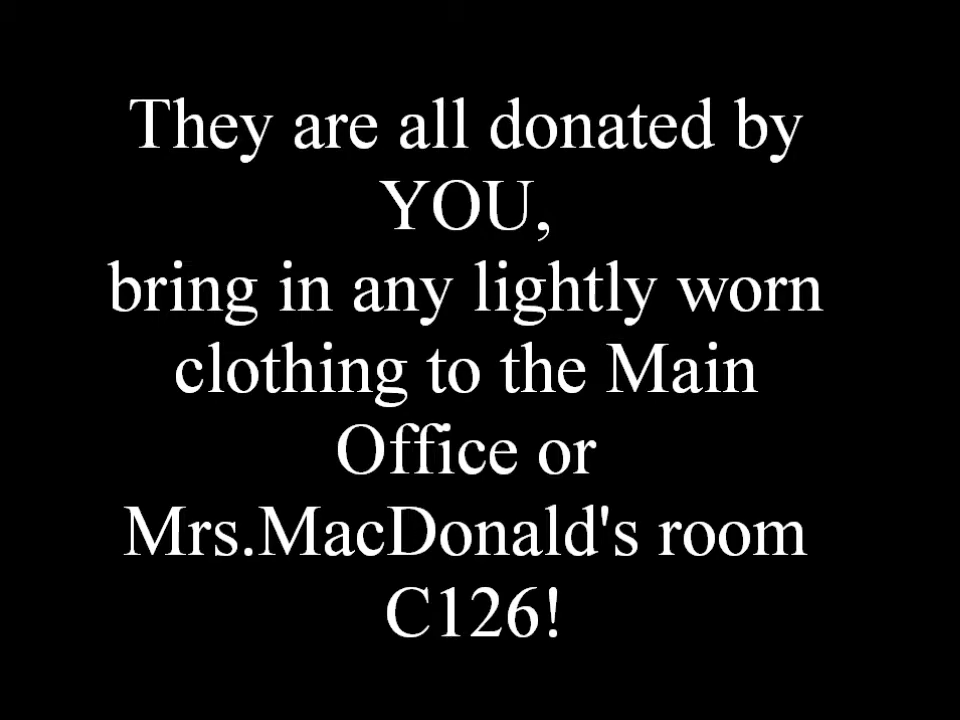 They are all donated by
YOU,
bring in any lightly worn
clothing to the Main
Office or
Mrs.MacDonald's room
C126!